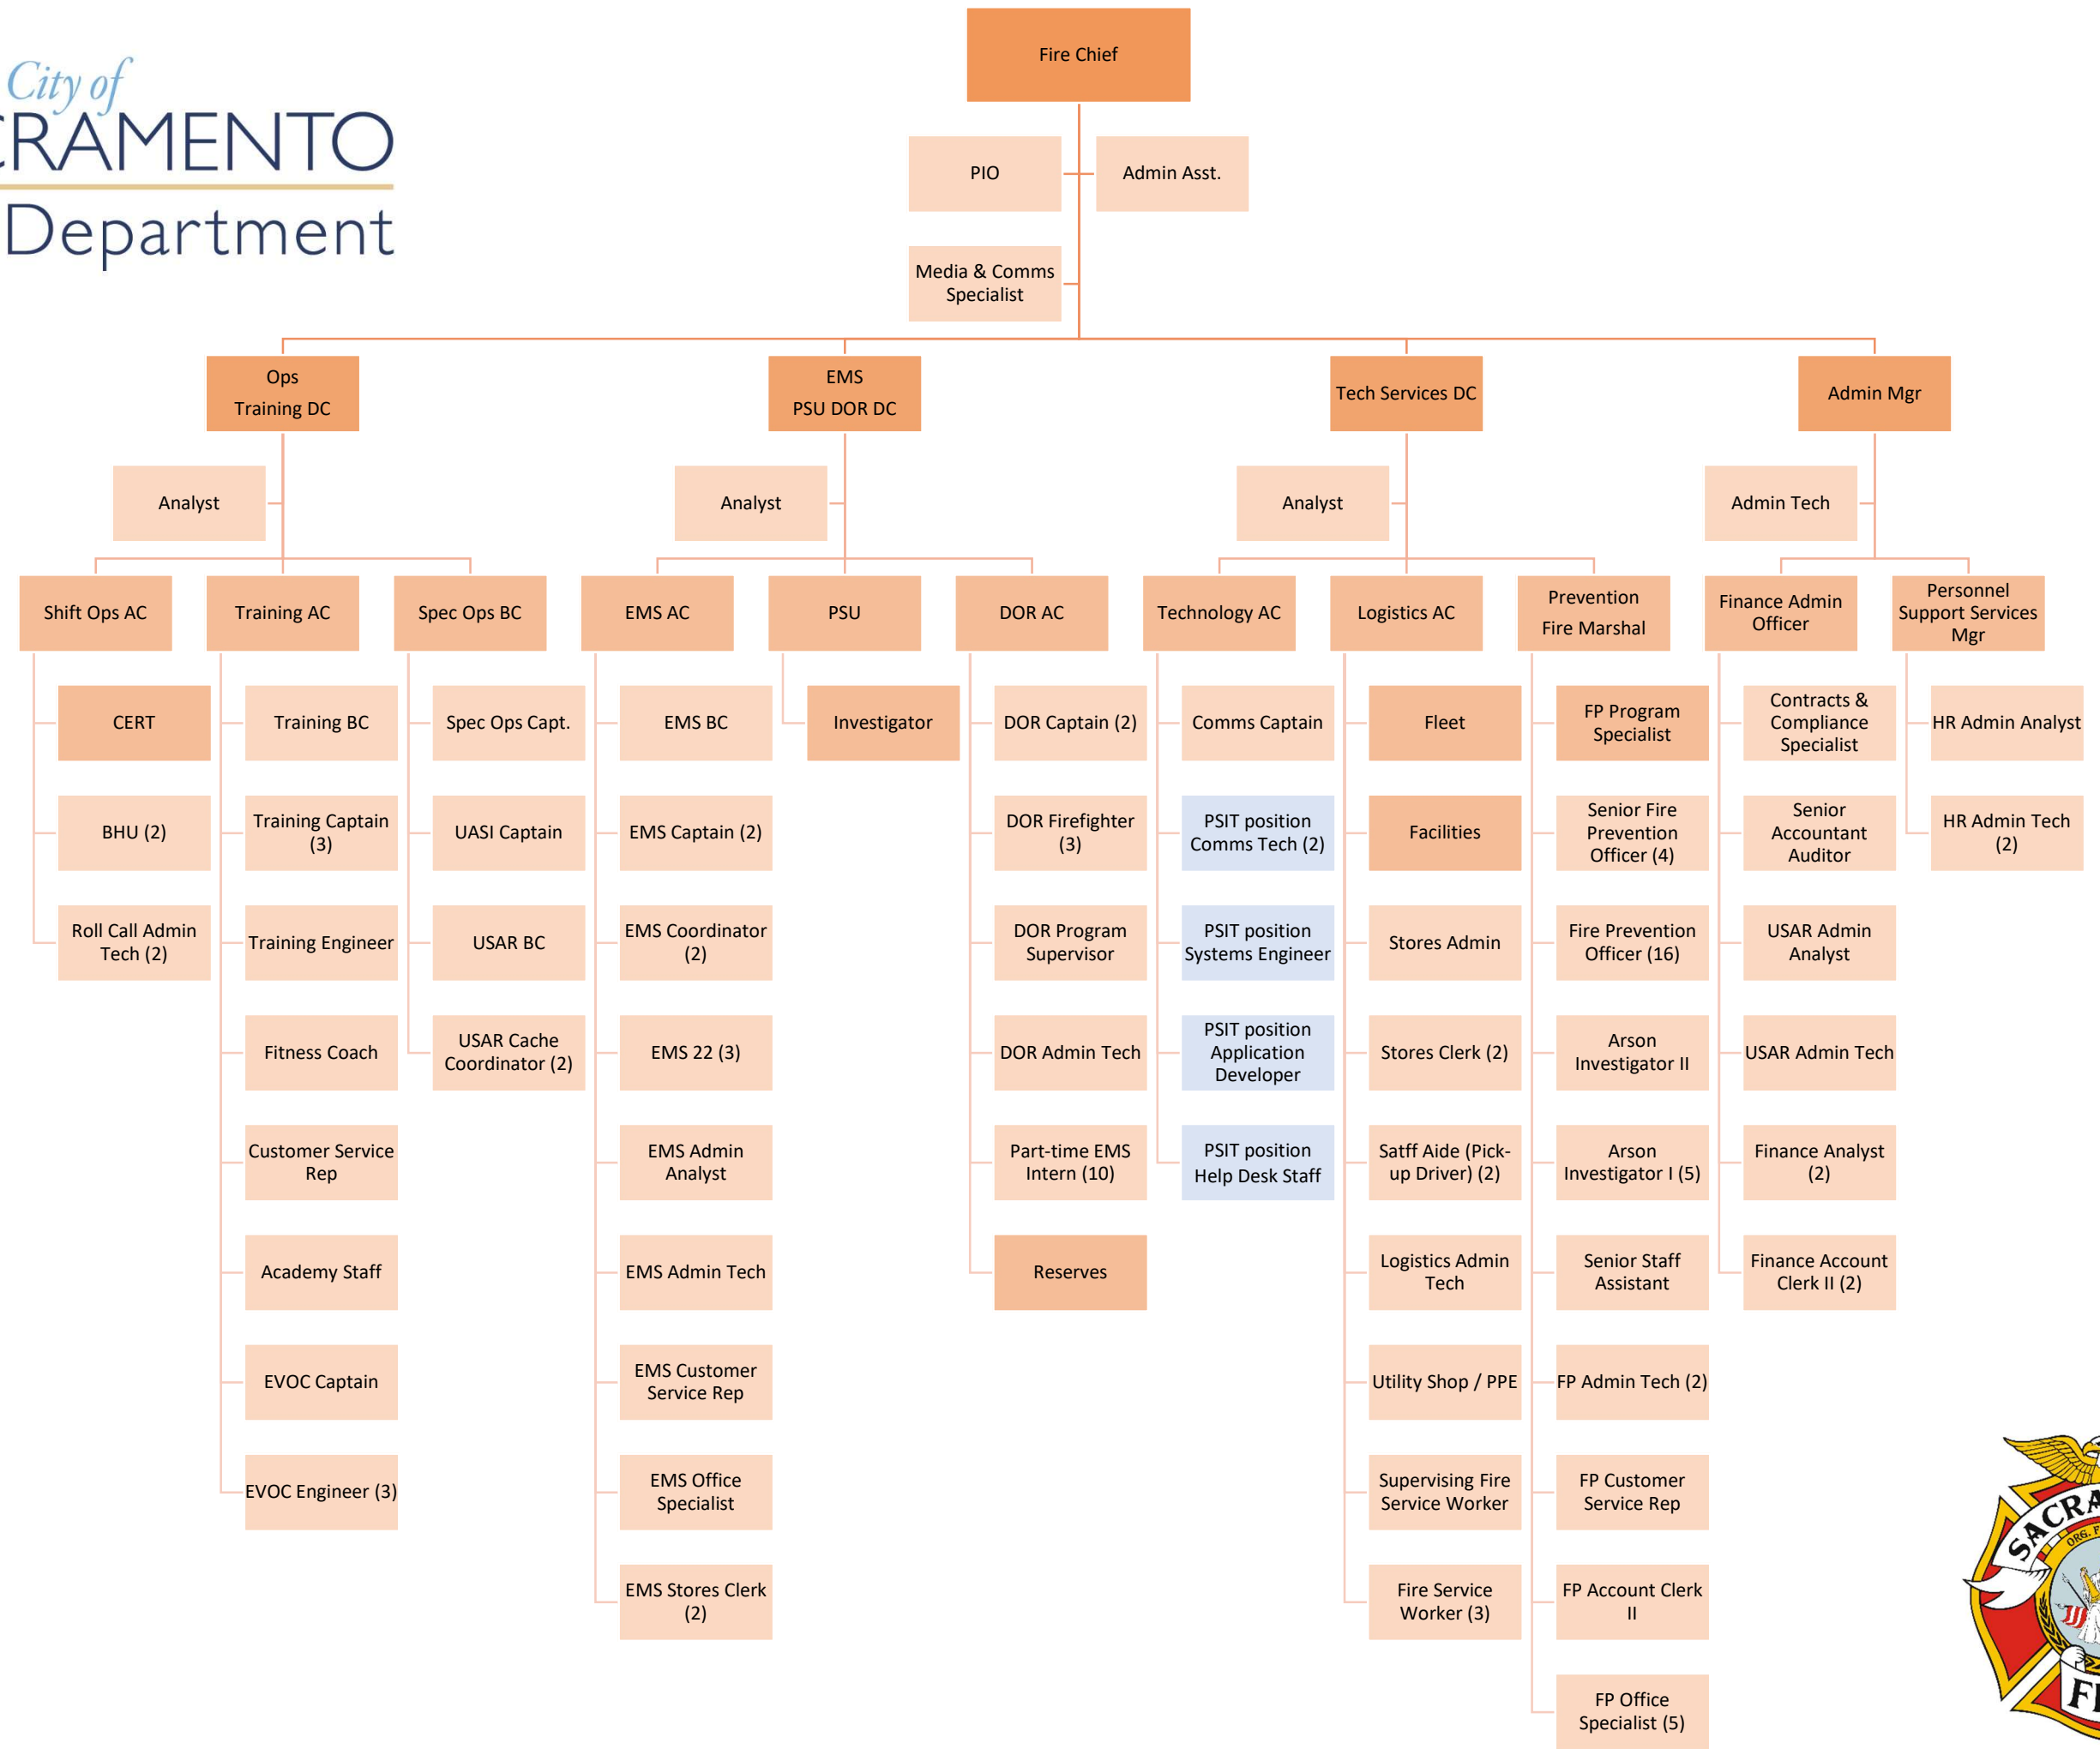 City of
CRAMENTO
Department
Fire Chief
PIO
Admin Asst.
Media & Comms
Specialist
Ops
Training DC
EMS
PSU DOR DC
Tech Services DC
Admin Mgr
Analyst
Analyst
Analyst
Admin Tech
Shift Ops AC
Training AC
Spec Ops BC
EMS AC
PSU
DOR AC
Technology AC
Logistics AC
Prevention
Fire Marshal
Finance Admin
Officer
Personnel
Support Services
Mgr
CERT
BHU (2)
Roll Call Admin
Tech (2)
Training BC
Training Captain
(3)
Training Engineer
Fitness Coach
Customer Service
Rep
Academy Staff
EVOC Captain
EVOC Engineer (3)
Spec Ops Capt.
UASI Captain
USAR BC
USAR Cache
Coordinator (2)
EMS BC
EMS Captain (2)
EMS Coordinator
(2)
EMS 22 (3)
EMS Admin
Analyst
EMS Admin Tech
EMS Customer
Service Rep
EMS Office
Specialist
EMS Stores Clerk
(2)
Investigator
DOR Captain (2)
DOR Firefighter
(3)
DOR Program
Supervisor
DOR Admin Tech
Part-time EMS
Intern (10)
Reserves
Comms Captain
PSIT position
Comms Tech (2)
PSIT position
Systems Engineer
PSIT position
Application
Developer
PSIT position
Help Desk Staff
Fleet
Facilities
Stores Admin
Stores Clerk (2)
Satff Aide (Pick-
up Driver) (2)
Logistics Admin
Tech
Utility Shop / PPE
Supervising Fire
Service Worker
Fire Service
Worker (3)
FP Program
Specialist
Senior Fire
Prevention
Officer (4)
Fire Prevention
Officer (16)
Arson
Investigator II
Arson
Investigator I (5)
Senior Staff
Assistant
FP Admin Tech (2)
FP Customer
Service Rep
FP Account Clerk
II
FP Office
Specialist (5)
Contracts &
Compliance
Specialist
Senior
Accountant
Auditor
USAR Admin
Analyst
USAR Admin Tech
Finance Analyst
(2)
Finance Account
Clerk II (2)
HR Admin Analyst
HR Admin Tech
(2)
SACRA
ORG. F
FI